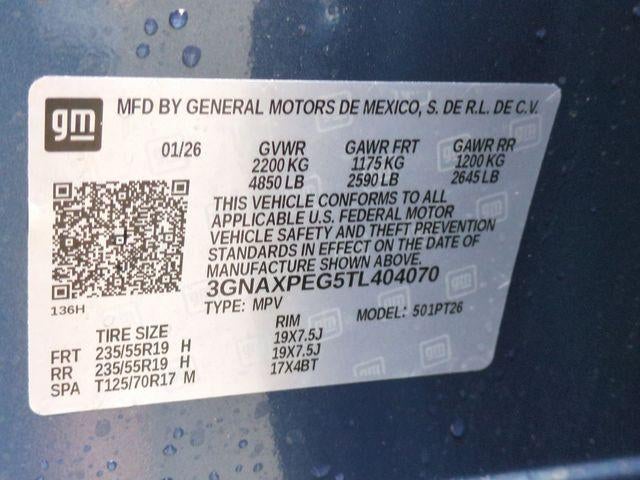 gm
MFD BY GENERAL MOTORS DE MEXICO, S. DE R.L. DE C.V.
01/26 GVWR GAWR FRT GAWR RR
2200 KG 1175 KG 1200 KG
4850 LB 2590 LB 2645 LB
THIS VEHICLE CONFORMS TO ALL
APPLICABLE U.S. FEDERAL MOTOR
VEHICLE SAFETY AND THEFT PREVENTION
STANDARDS IN EFFECT ON THE DATE OF
MANUFACTURE SHOWN ABOVE.
3GNAXPEG5TL404070
136H TYPE: MPV MODEL: 501PT26
TIRE SIZE RIM
FRT 235/55R19 H 19X7.5J
RR 235/55R19 H 19X7.5J
SPA T125/70R17 M 17X4BT